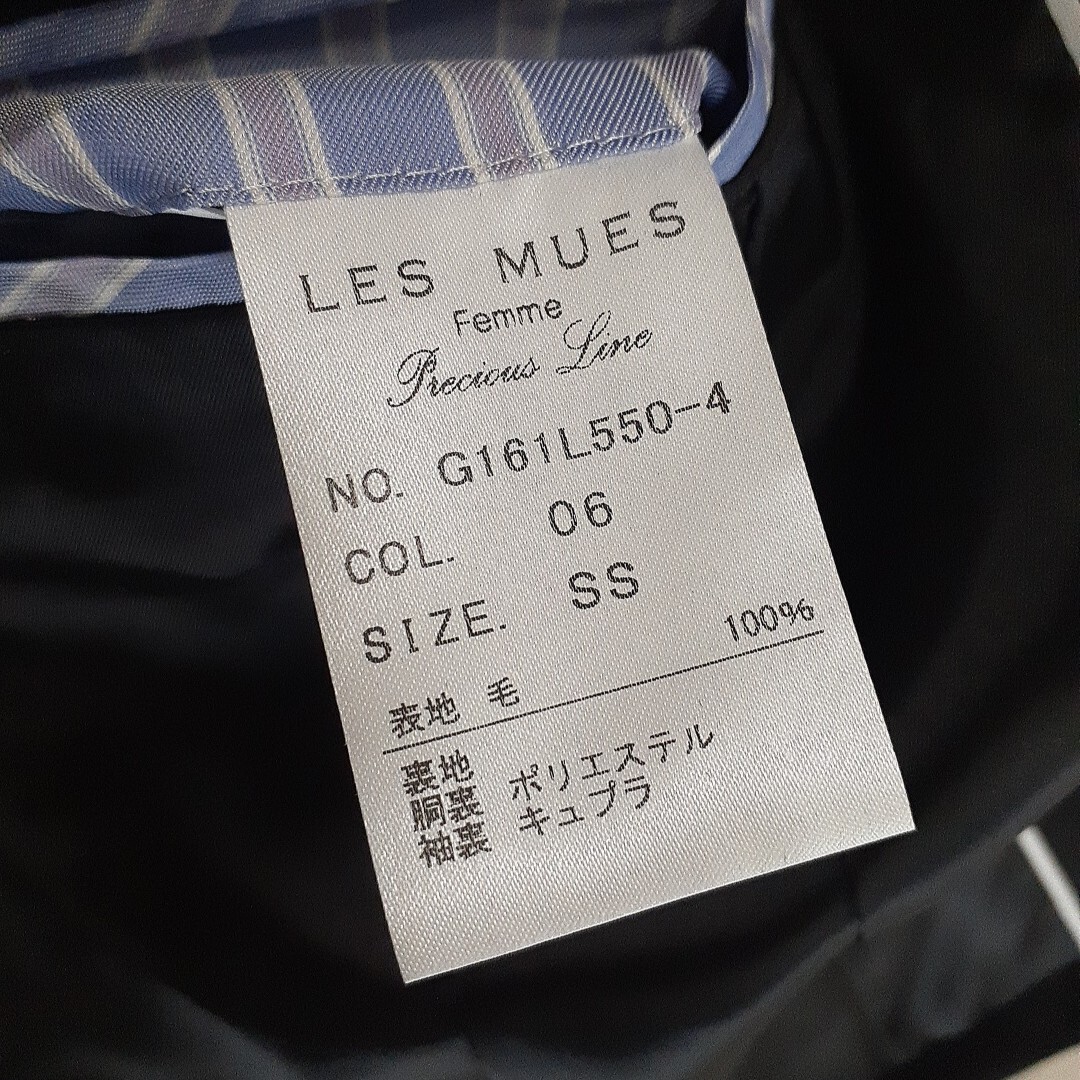 LES MUES
Femme
Precious Line
NO. G161L550-4
COL. 06
SIZE. SS
表地 毛 100%
裏地
胴裏 ポリエステル
袖裏 キュプラ